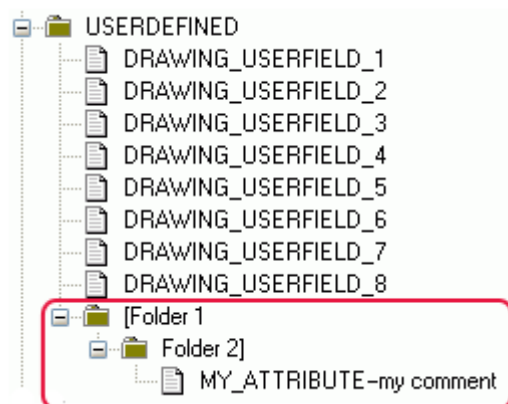 USERDEFINED
DRAWING_USERFIELD_1
DRAWING_USERFIELD_2
DRAWING_USERFIELD_3
DRAWING_USERFIELD_4
DRAWING_USERFIELD_5
DRAWING_USERFIELD_6
DRAWING_USERFIELD_7
DRAWING_USERFIELD_8
[Folder 1
Folder 2]
MY_ATTRIBUTE-my comment